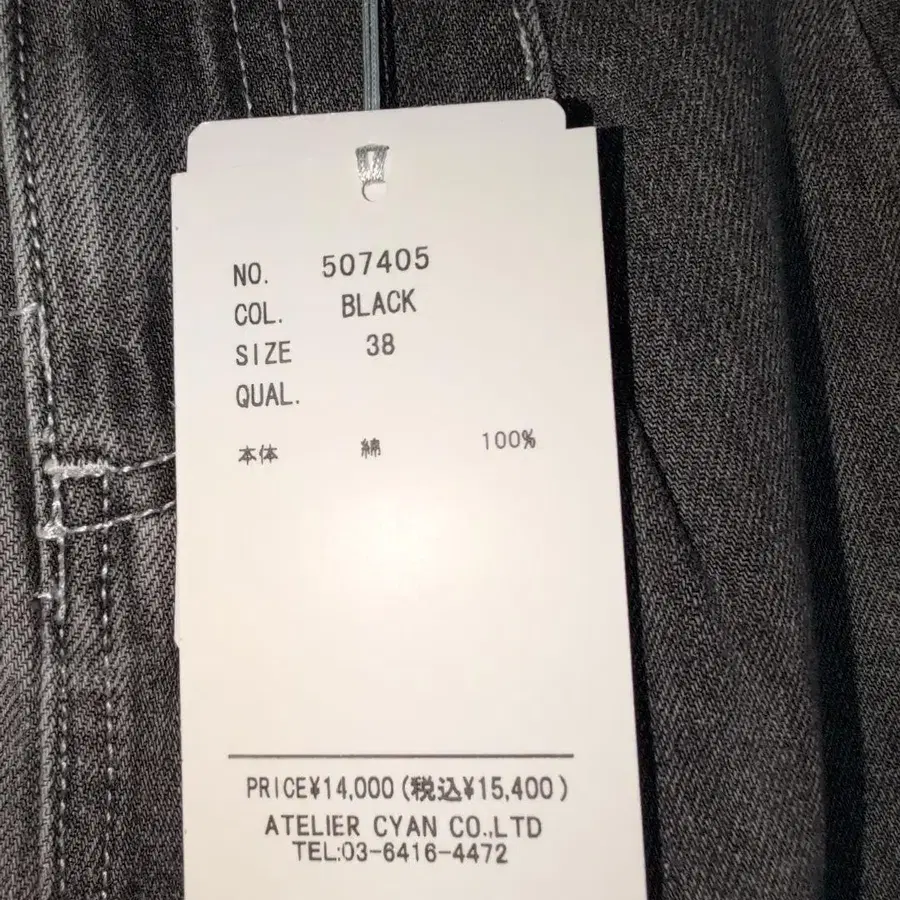 NO. 507405
COL. BLACK
SIZE 38
QUAL.
本体 綿 100%
PRICE¥14,000(税込¥15,400)
ATELIER CYAN CO.,LTD
TEL:03-6416-4472